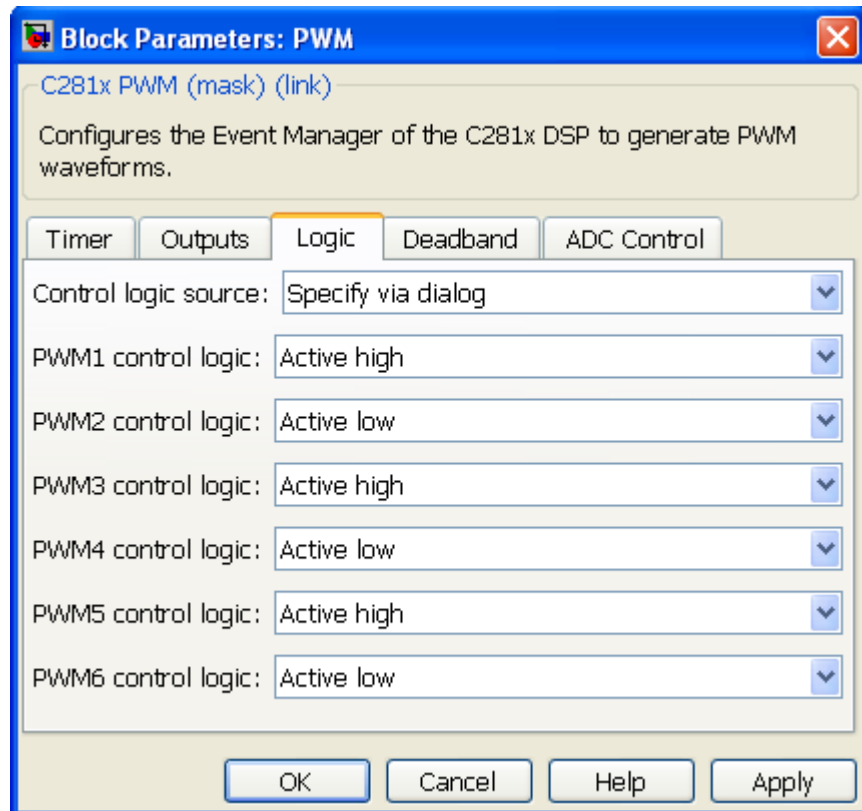 Block Parameters: PWM
C281x PWM (mask) (link)
Configures the Event Manager of the C281x DSP to generate PWM
waveforms.
Timer Outputs Logic Deadband ADC Control
Control logic source: Specify via dialog
PWM1 control logic: Active high
PWM2 control logic: Active low
PWM3 control logic: Active high
PWM4 control logic: Active low
PWM5 control logic: Active high
PWM6 control logic: Active low
OK Cancel Help Apply